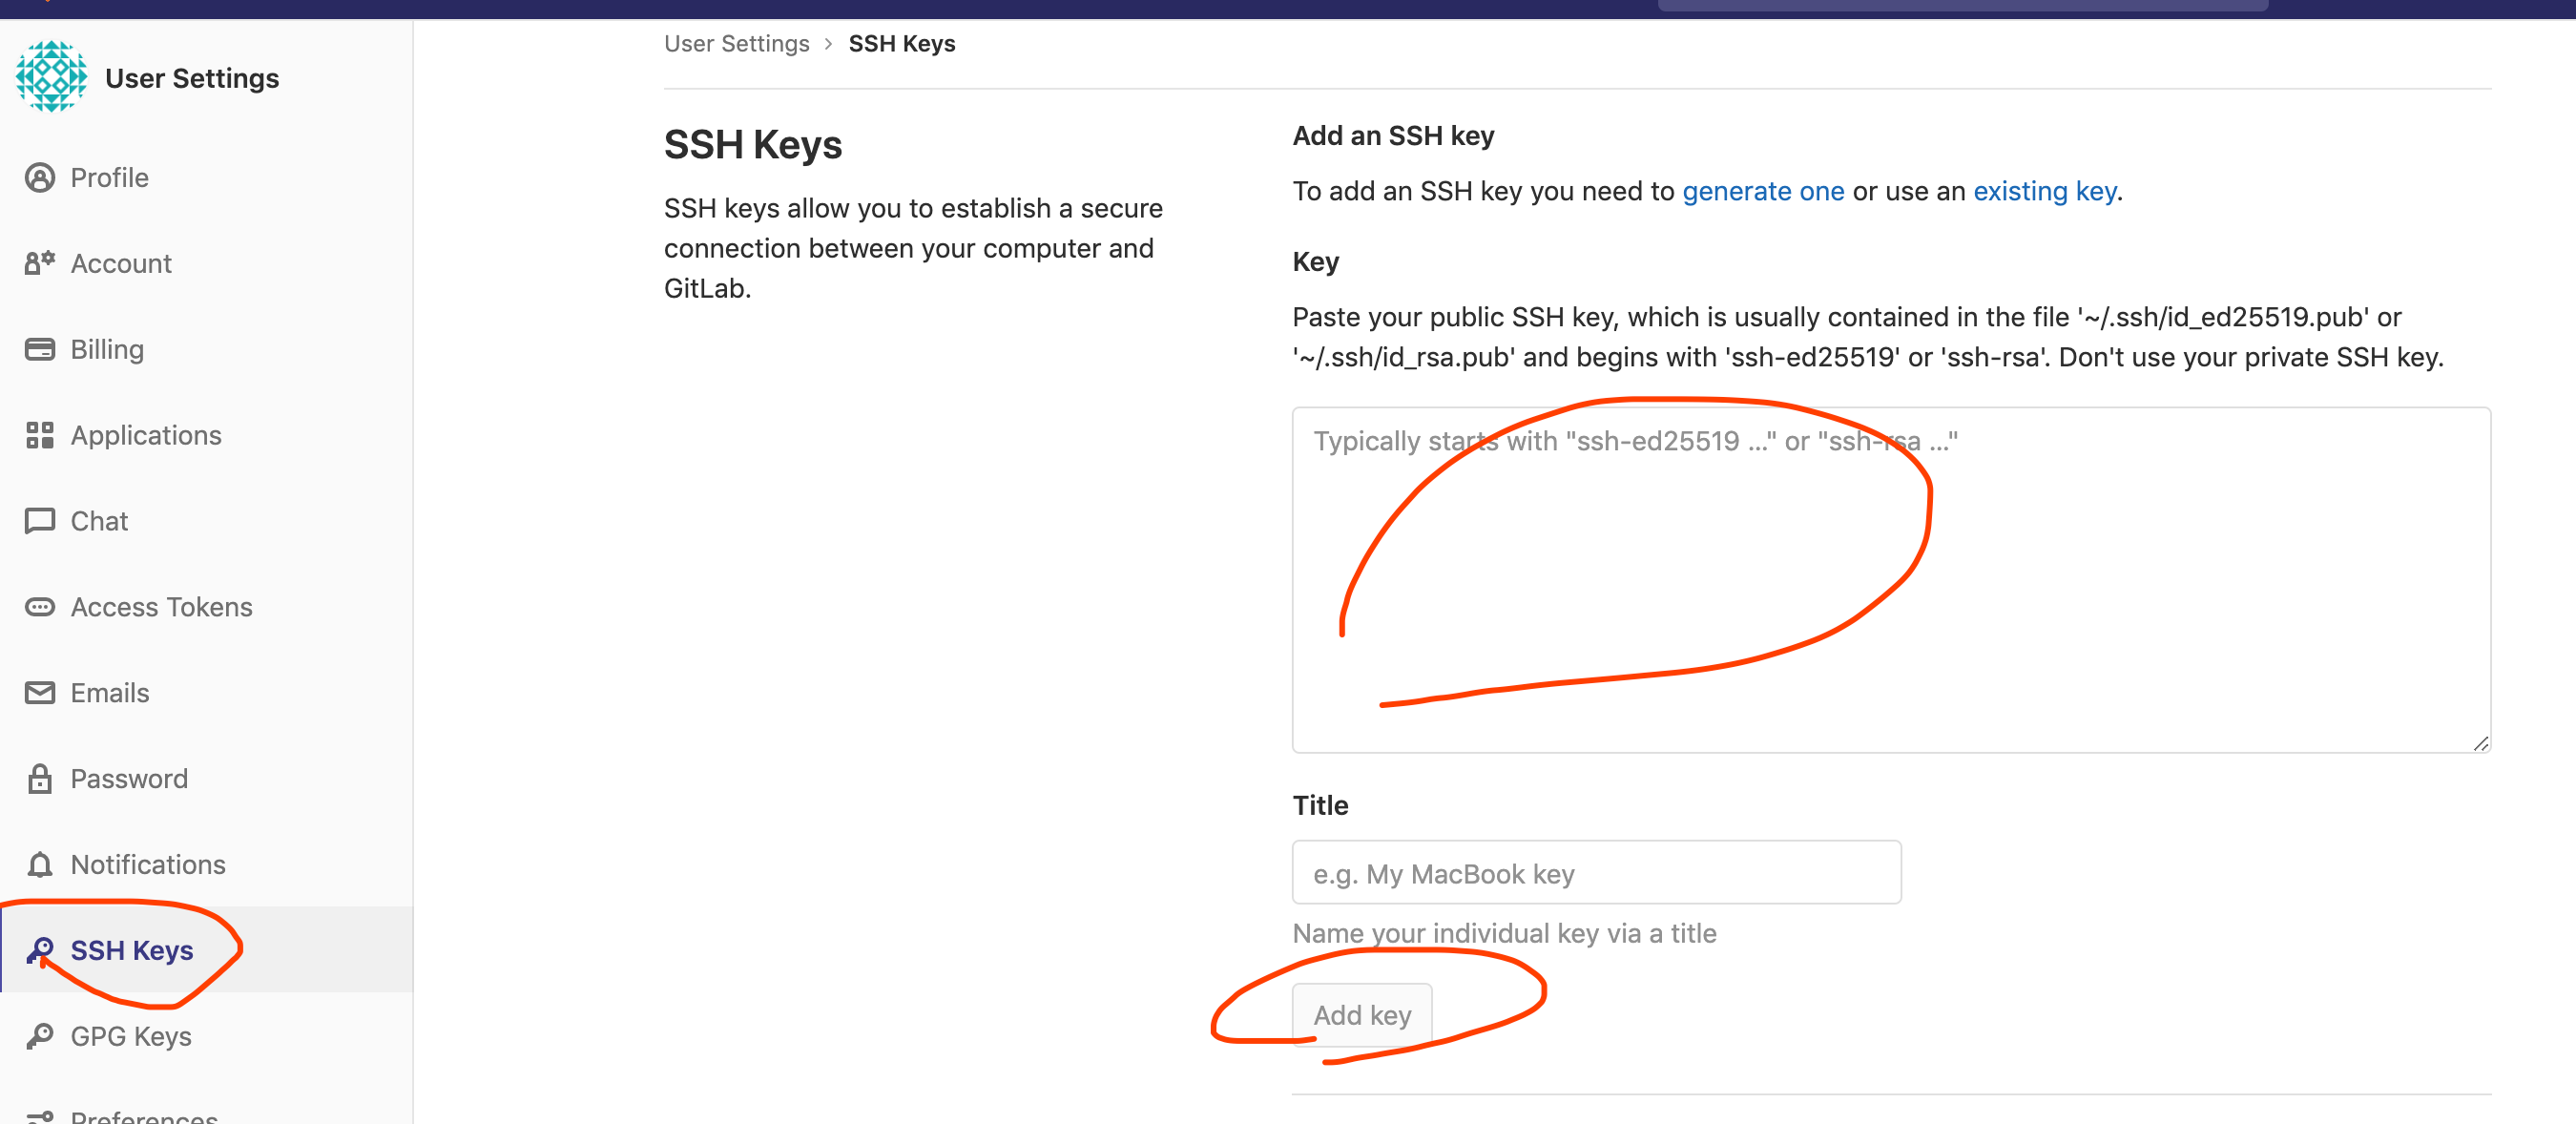 User Settings
Profile
Account
Billing
Applications
Chat
Access Tokens
Emails
Password
Notifications
SSH Keys
GPG Keys
Preferences
User Settings › SSH Keys
SSH Keys
SSH keys allow you to establish a secure
connection between your computer and
GitLab.
Add an SSH key
To add an SSH key you need to generate one or use an existing key.
Key
Paste your public SSH key, which is usually contained in the file '~/.ssh/id_ed25519.pub' or
'~/.ssh/id_rsa.pub' and begins with 'ssh-ed25519' or 'ssh-rsa'. Don't use your private SSH key.
Typically starts with "ssh-ed25519 ..." or "ssh-rsa ..."
Title
e.g. My MacBook key
Name your individual key via a title
Add key